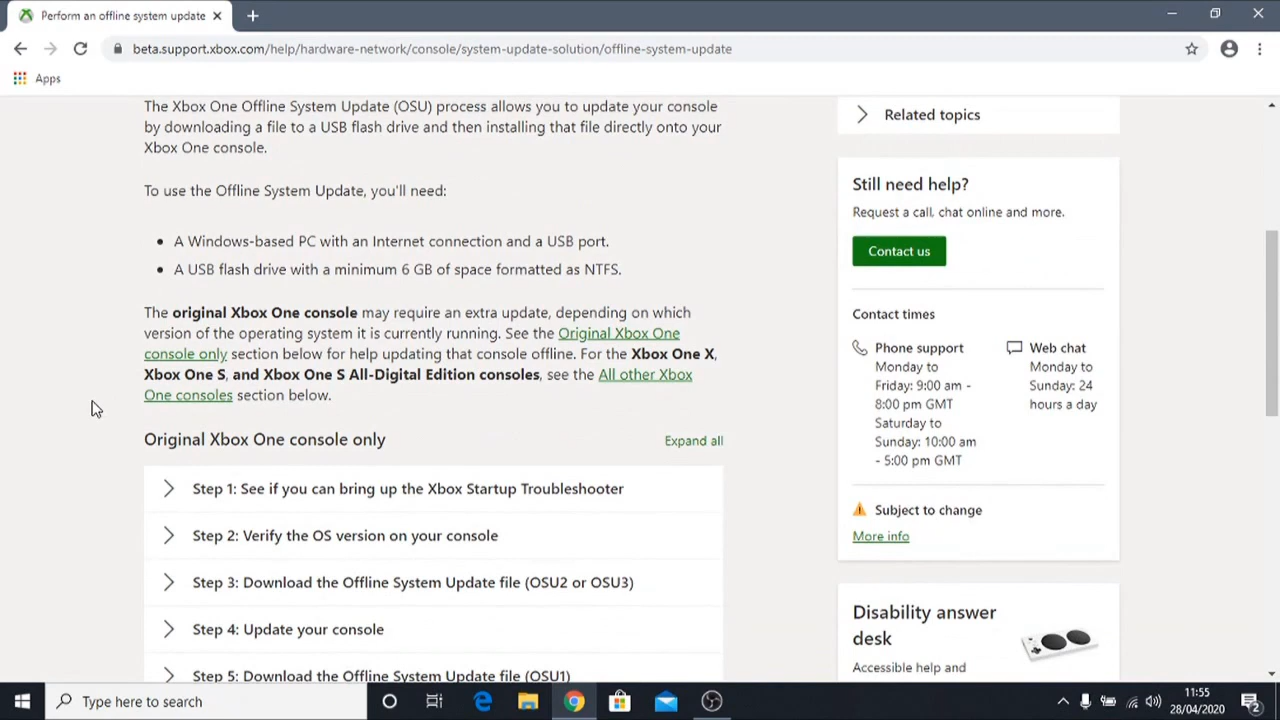 Perform an offline system update
beta.support.xbox.com/help/hardware-network/console/system-update-solution/offline-system-update
Apps
The Xbox One Offline System Update (OSU) process allows you to update your console
by downloading a file to a USB flash drive and then installing that file directly onto your
Xbox One console.
To use the Offline System Update, you'll need:
A Windows-based PC with an Internet connection and a USB port.
A USB flash drive with a minimum 6 GB of space formatted as NTFS.
The original Xbox One console may require an extra update, depending on which
version of the operating system it is currently running. See the Original Xbox One
console only section below for help updating that console offline. For the Xbox One X,
Xbox One S, and Xbox One S All-Digital Edition consoles, see the All other Xbox
One consoles section below.
Original Xbox One console only
Expand all
Step 1: See if you can bring up the Xbox Startup Troubleshooter
Step 2: Verify the OS version on your console
Step 3: Download the Offline System Update file (OSU2 or OSU3)
Step 4: Update your console
Step 5: Download the Offline System Update file (OSU1)
Related topics
Still need help?
Request a call, chat online and more.
Contact us
Contact times
Phone support
Monday to
Friday: 9:00 am -
8:00 pm GMT
Saturday to
Sunday: 10:00 am
- 5:00 pm GMT
Web chat
Monday to
Sunday: 24
hours a day
Subject to change
More info
Disability answer
desk
Accessible help and
Type here to search
11:55
28/04/2020
2